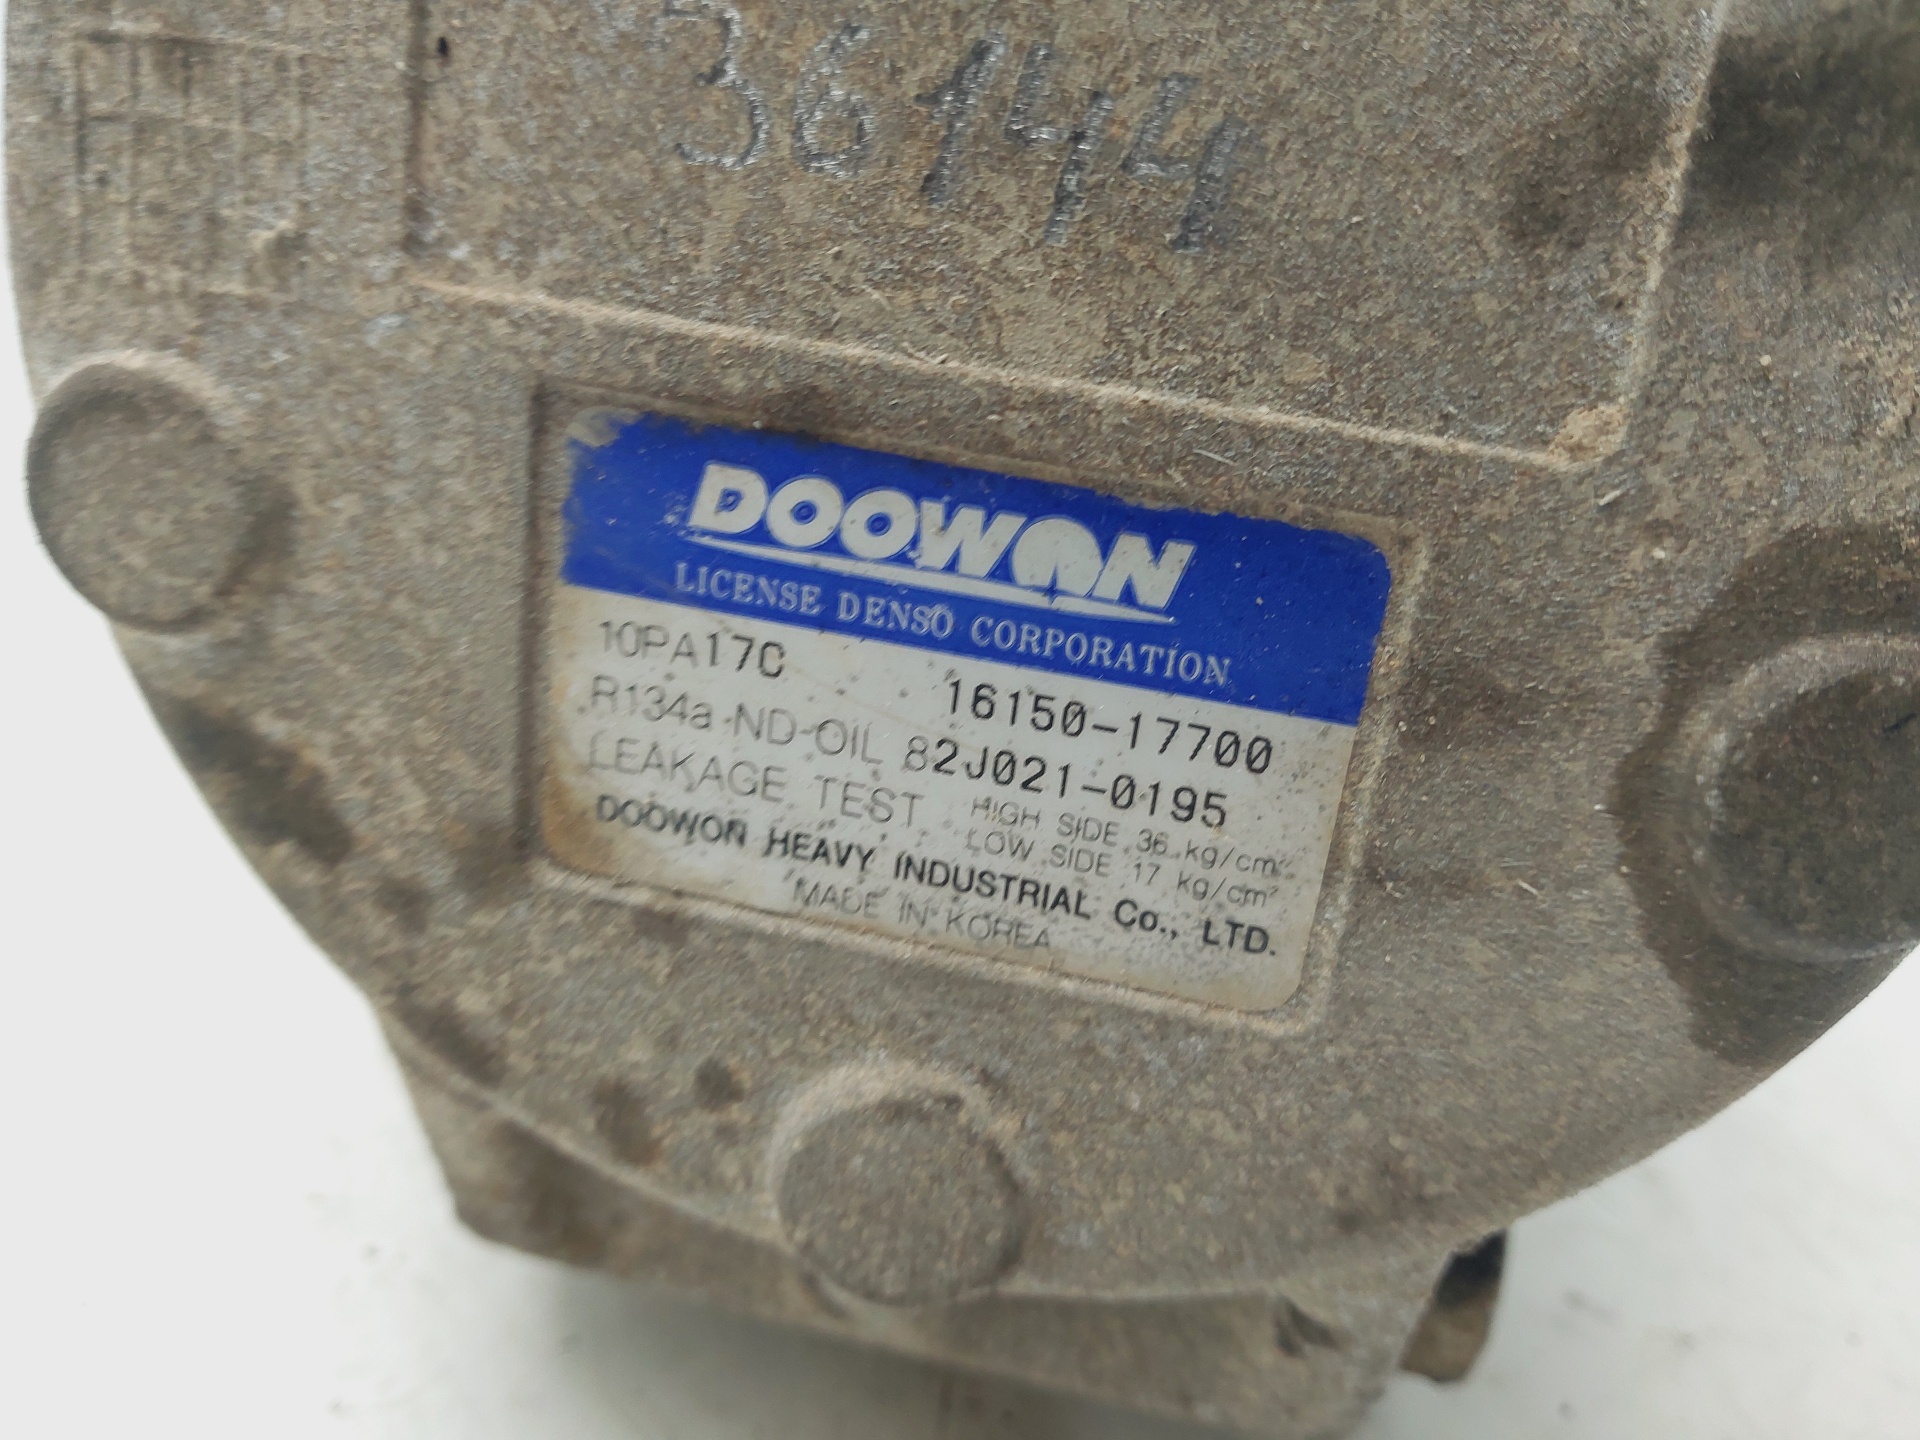 36144
DOOWON
LICENSE DENSO CORPORATION
10PA17C 16150-17700
R134a ND-OIL 82J021-0195
LEAKAGE TEST HIGH SIDE 36 kg/cm²
LOW SIDE 17 kg/cm²
DOOWON HEAVY INDUSTRIAL Co., LTD.
MADE IN KOREA